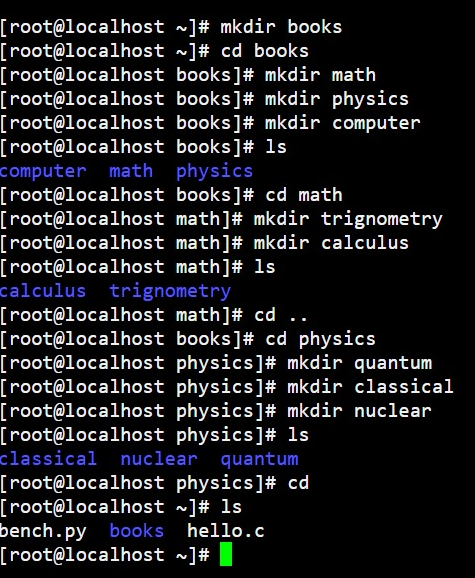 [root@localhost ~]# mkdir books
[root@localhost ~]# cd books
[root@localhost books]# mkdir math
[root@localhost books]# mkdir physics
[root@localhost books]# mkdir computer
[root@localhost books]# ls
computer  math  physics
[root@localhost books]# cd math
[root@localhost math]# mkdir trignometry
[root@localhost math]# mkdir calculus
[root@localhost math]# ls
calculus  trignometry
[root@localhost math]# cd ..
[root@localhost books]# cd physics
[root@localhost physics]# mkdir quantum
[root@localhost physics]# mkdir classical
[root@localhost physics]# mkdir nuclear
[root@localhost physics]# ls
classical  nuclear  quantum
[root@localhost physics]# cd
[root@localhost ~]# ls
bench.py  books  hello.c
[root@localhost ~]#